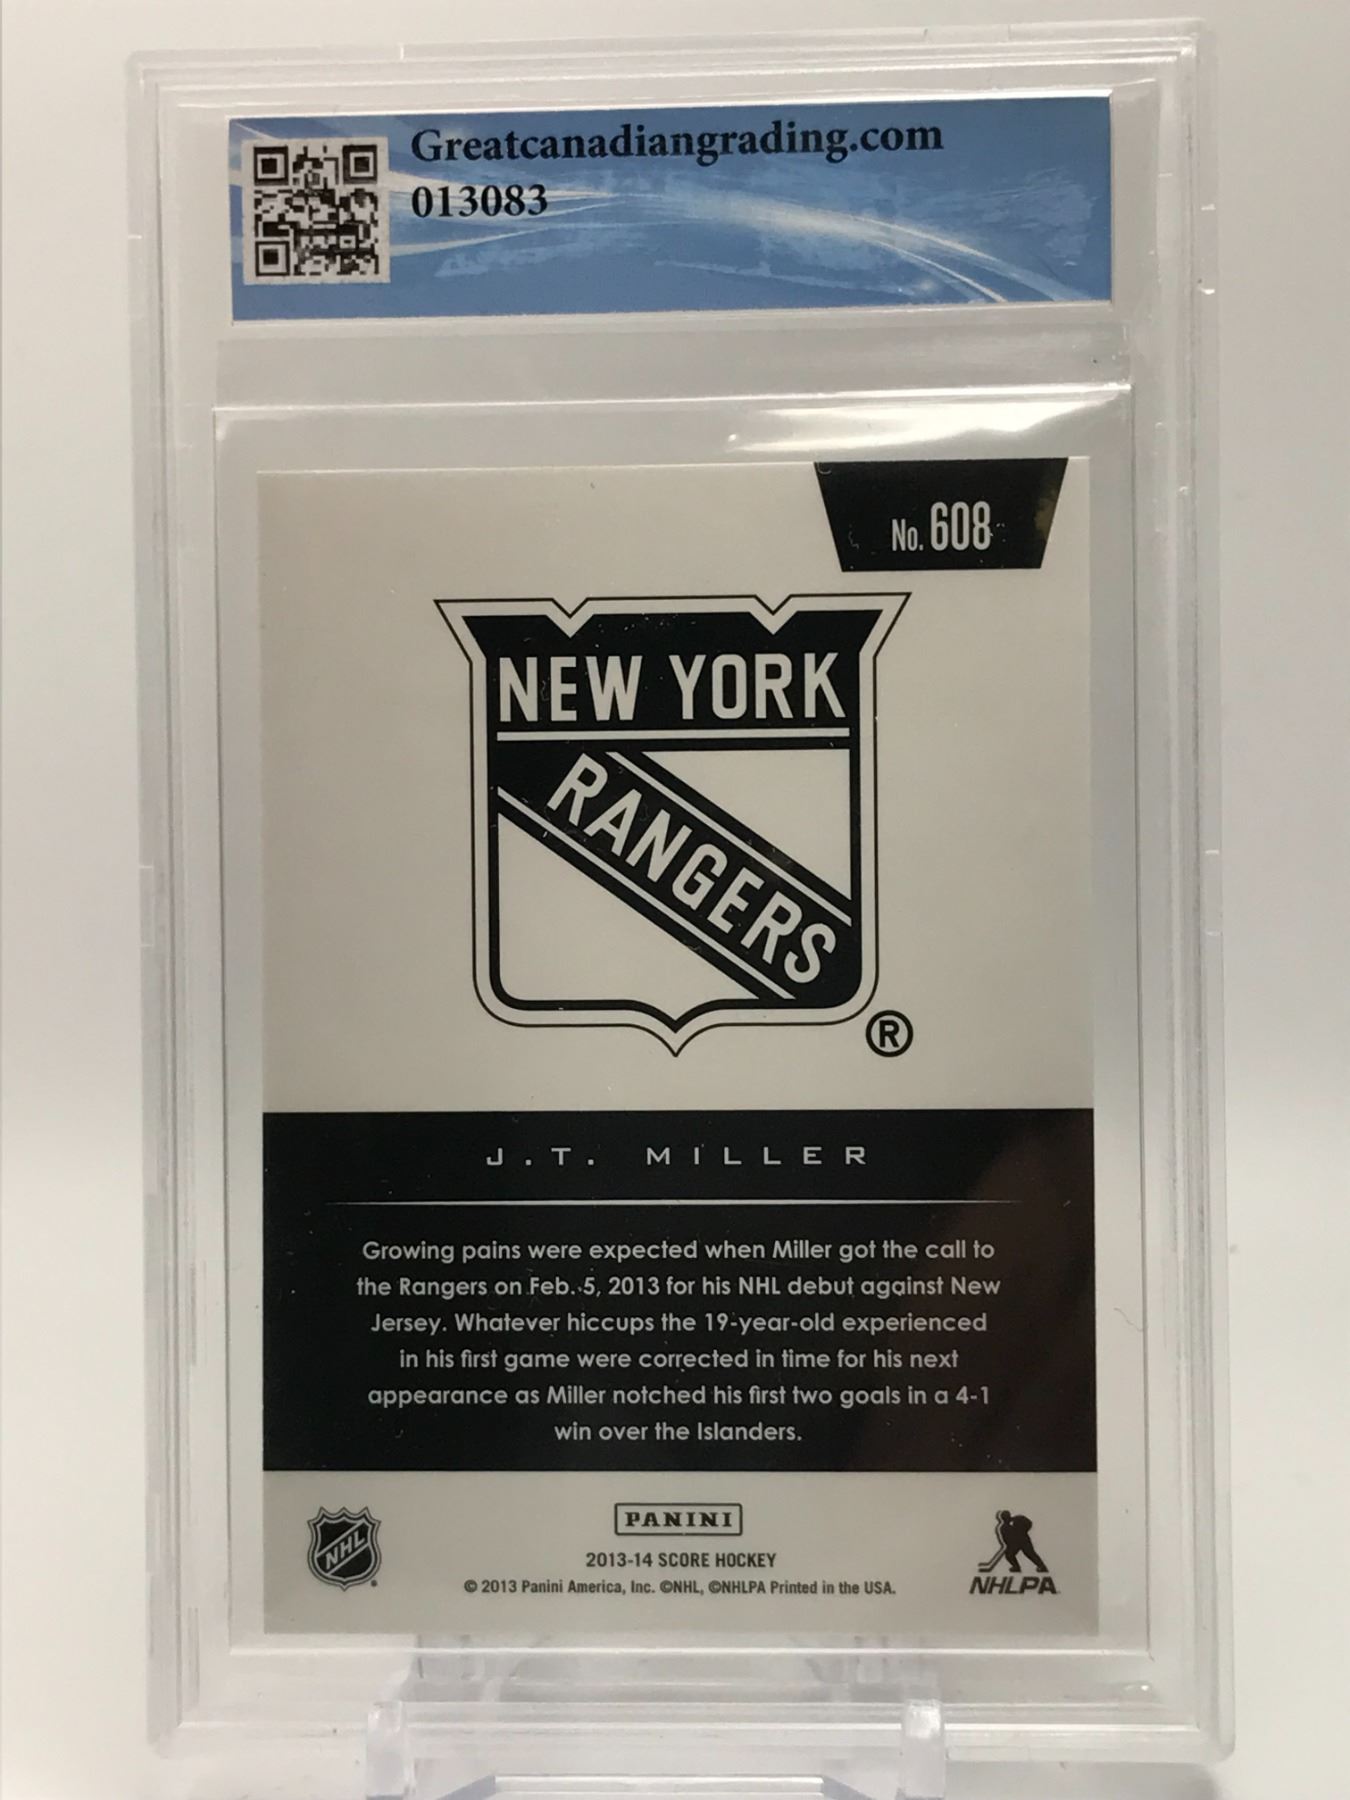 Greatcanadiangrading.com
013083
No. 608
NEW YORK
RANGERS
®
J.T. MILLER
Growing pains were expected when Miller got the call to
the Rangers on Feb. 5, 2013 for his NHL debut against New
Jersey. Whatever hiccups the 19-year-old experienced
in his first game were corrected in time for his next
appearance as Miller notched his first two goals in a 4-1
win over the Islanders.
NHL
PANINI
2013-14 SCORE HOCKEY
© 2013 Panini America, Inc. ©NHL, ©NHLPA Printed in the USA.
NHLPA